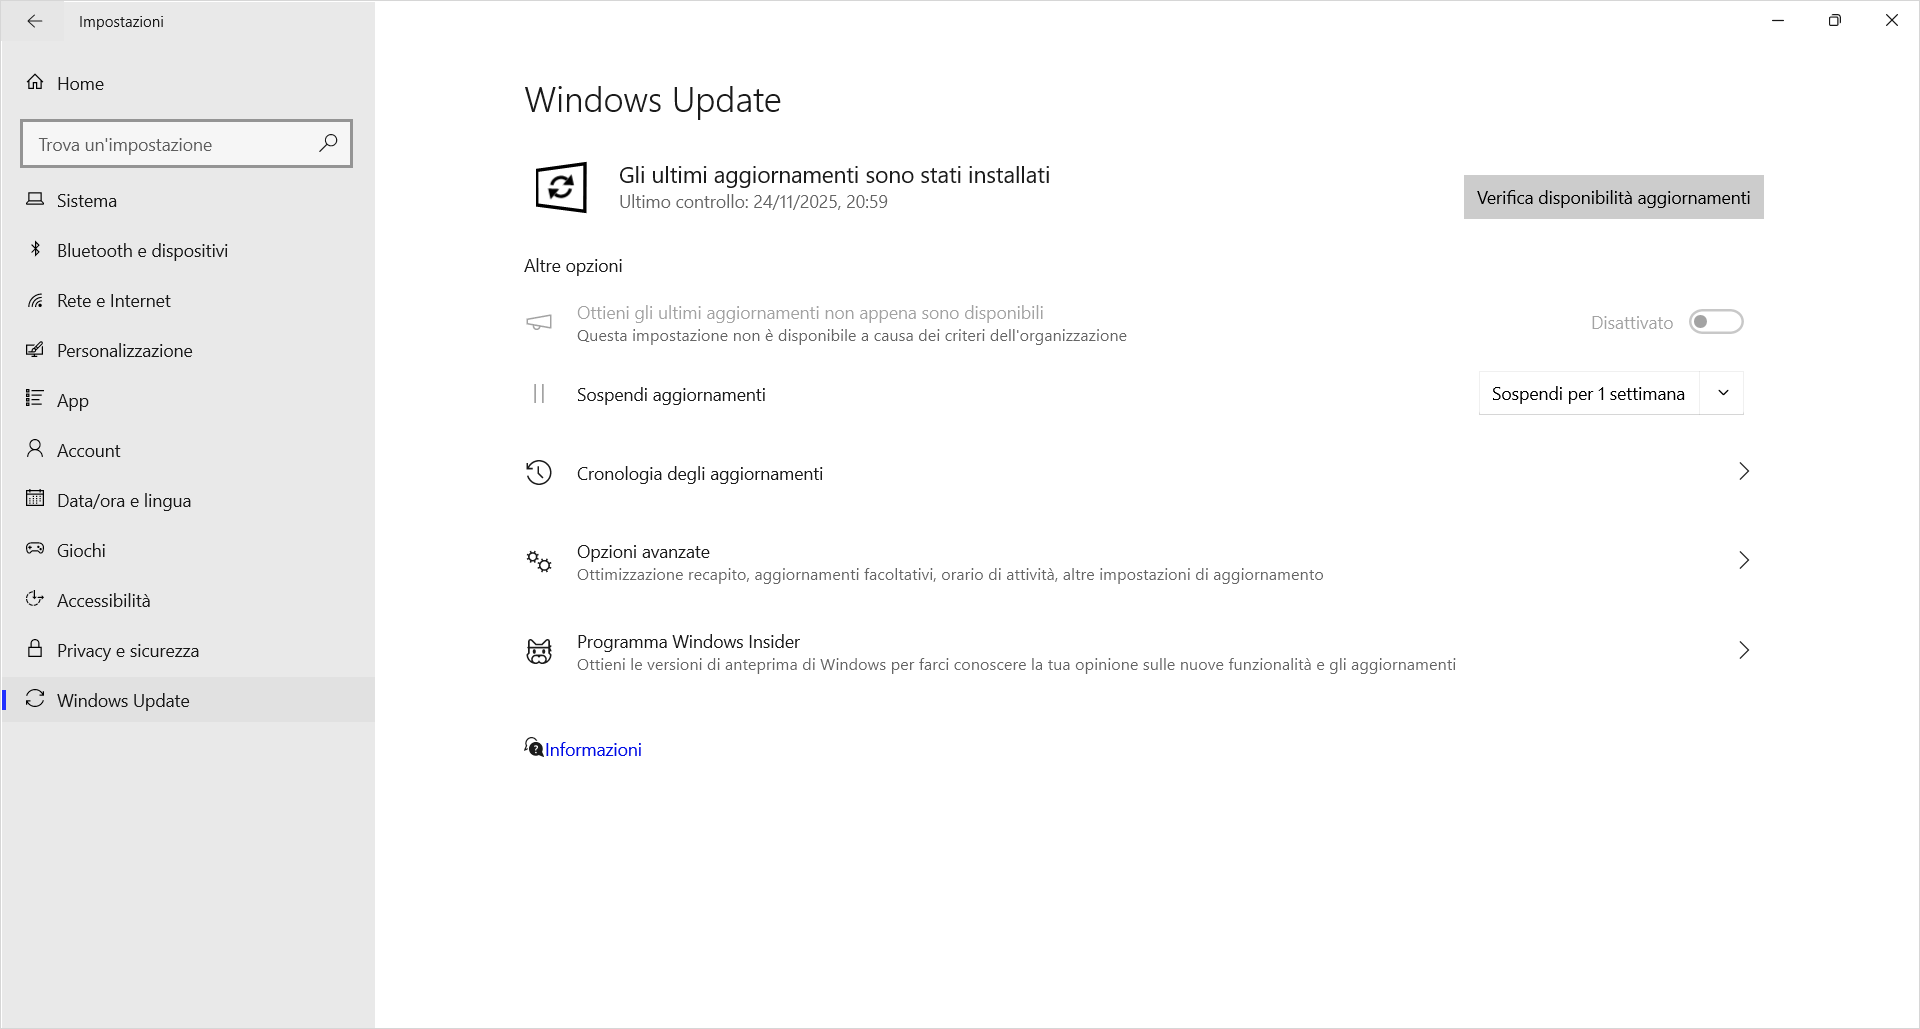 Impostazioni
Home
Trova un'impostazione
Sistema
Bluetooth e dispositivi
Rete e Internet
Personalizzazione
App
Account
Data/ora e lingua
Giochi
Accessibilità
Privacy e sicurezza
Windows Update
Windows Update
Gli ultimi aggiornamenti sono stati installati
Ultimo controllo: 24/11/2025, 20:59
Verifica disponibilità aggiornamenti
Altre opzioni
Ottieni gli ultimi aggiornamenti non appena sono disponibili
Questa impostazione non è disponibile a causa dei criteri dell'organizzazione
Disattivato
Sospendi aggiornamenti
Sospendi per 1 settimana
Cronologia degli aggiornamenti
Opzioni avanzate
Ottimizzazione recapito, aggiornamenti facoltativi, orario di attività, altre impostazioni di aggiornamento
Programma Windows Insider
Ottieni le versioni di anteprima di Windows per farci conoscere la tua opinione sulle nuove funzionalità e gli aggiornamenti
Informazioni